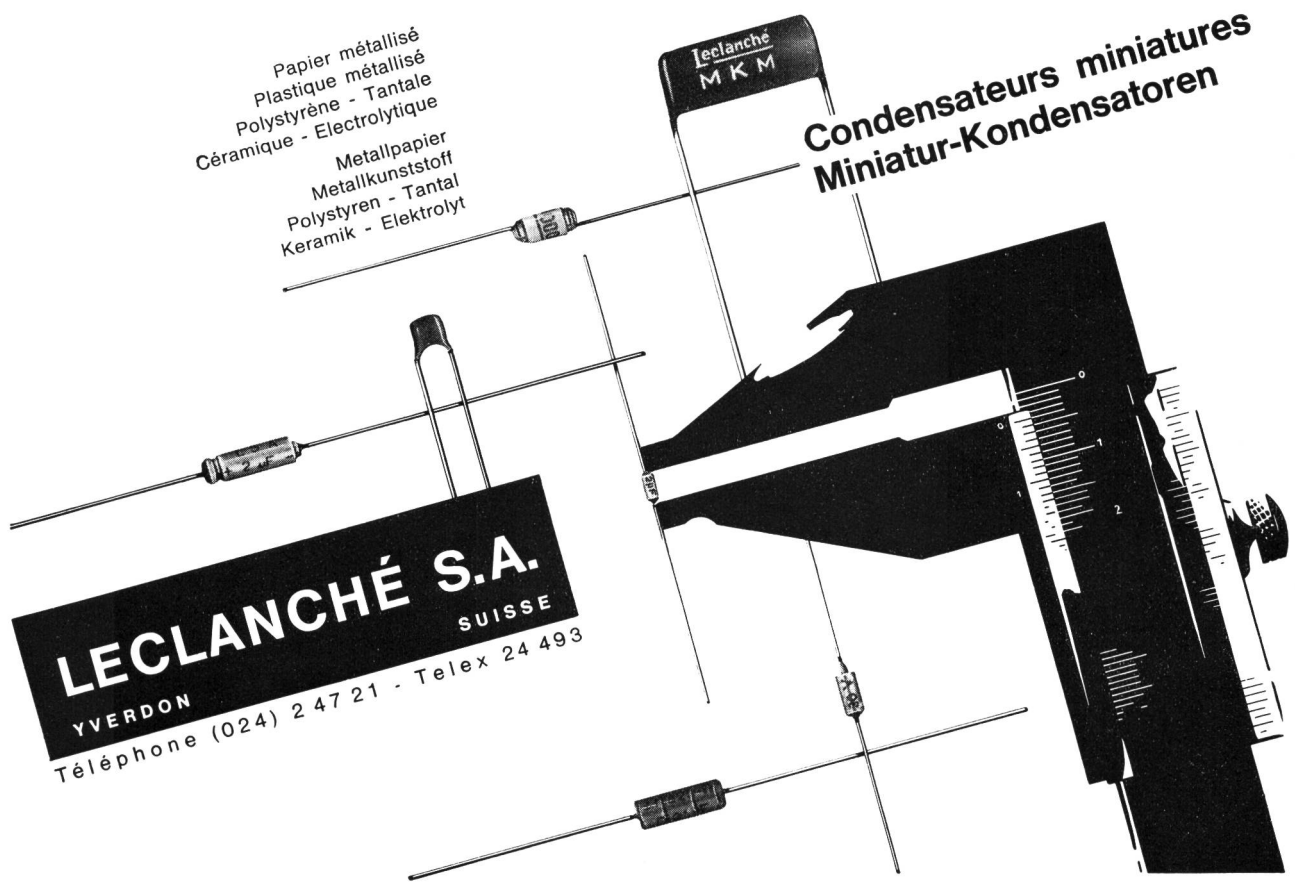 Papier métallisé
Plastique métallisé
Polystyrène - Tantale
Céramique - Electrolytique
Metallpapier
Metallkunststoff
Polystyren - Tantal
Keramik - Elektrolyt
Leclanché
MKM
Condensateurs miniatures
Miniatur-Kondensatoren
0
1
2
0
1
LECLANCHÉ S.A.
YVERDON
SUISSE
Téléphone (024) 2 47 21 - Telex 24 493